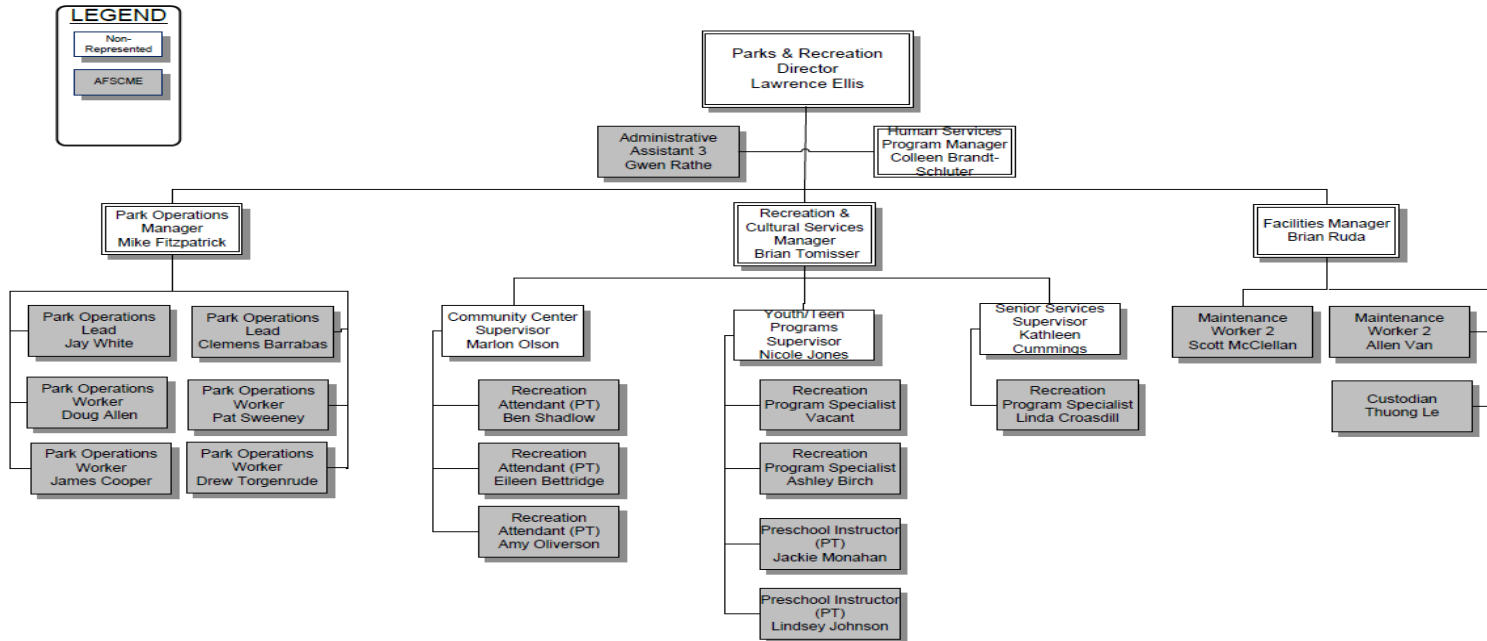 LEGEND
Non-
Represented
AFSCME
Parks & Recreation
Director
Lawrence Ellis
Administrative
Assistant 3
Gwen Rathe
Human Services
Program Manager
Colleen Brandt-
Schluter
Park Operations
Manager
Mike Fitzpatrick
Recreation &
Cultural Services
Manager
Brian Tomisser
Facilities Manager
Brian Ruda
Park Operations
Lead
Jay White
Park Operations
Lead
Clemens Barrabas
Park Operations
Worker
Doug Allen
Park Operations
Worker
Pat Sweeney
Park Operations
Worker
James Cooper
Park Operations
Worker
Drew Torgenrude
Community Center
Supervisor
Marlon Olson
Recreation
Attendant (PT)
Ben Shadlow
Recreation
Attendant (PT)
Eileen Bettridge
Recreation
Attendant (PT)
Amy Oliverson
Youth/Teen
Programs
Supervisor
Nicole Jones
Recreation
Program Specialist
Vacant
Recreation
Program Specialist
Ashley Birch
Preschool Instructor
(PT)
Jackie Monahan
Preschool Instructor
(PT)
Lindsey Johnson
Senior Services
Supervisor
Kathleen
Cummings
Recreation
Program Specialist
Linda Croasdill
Maintenance
Worker 2
Scott McClellan
Maintenance
Worker 2
Allen Van
Custodian
Thuong Le